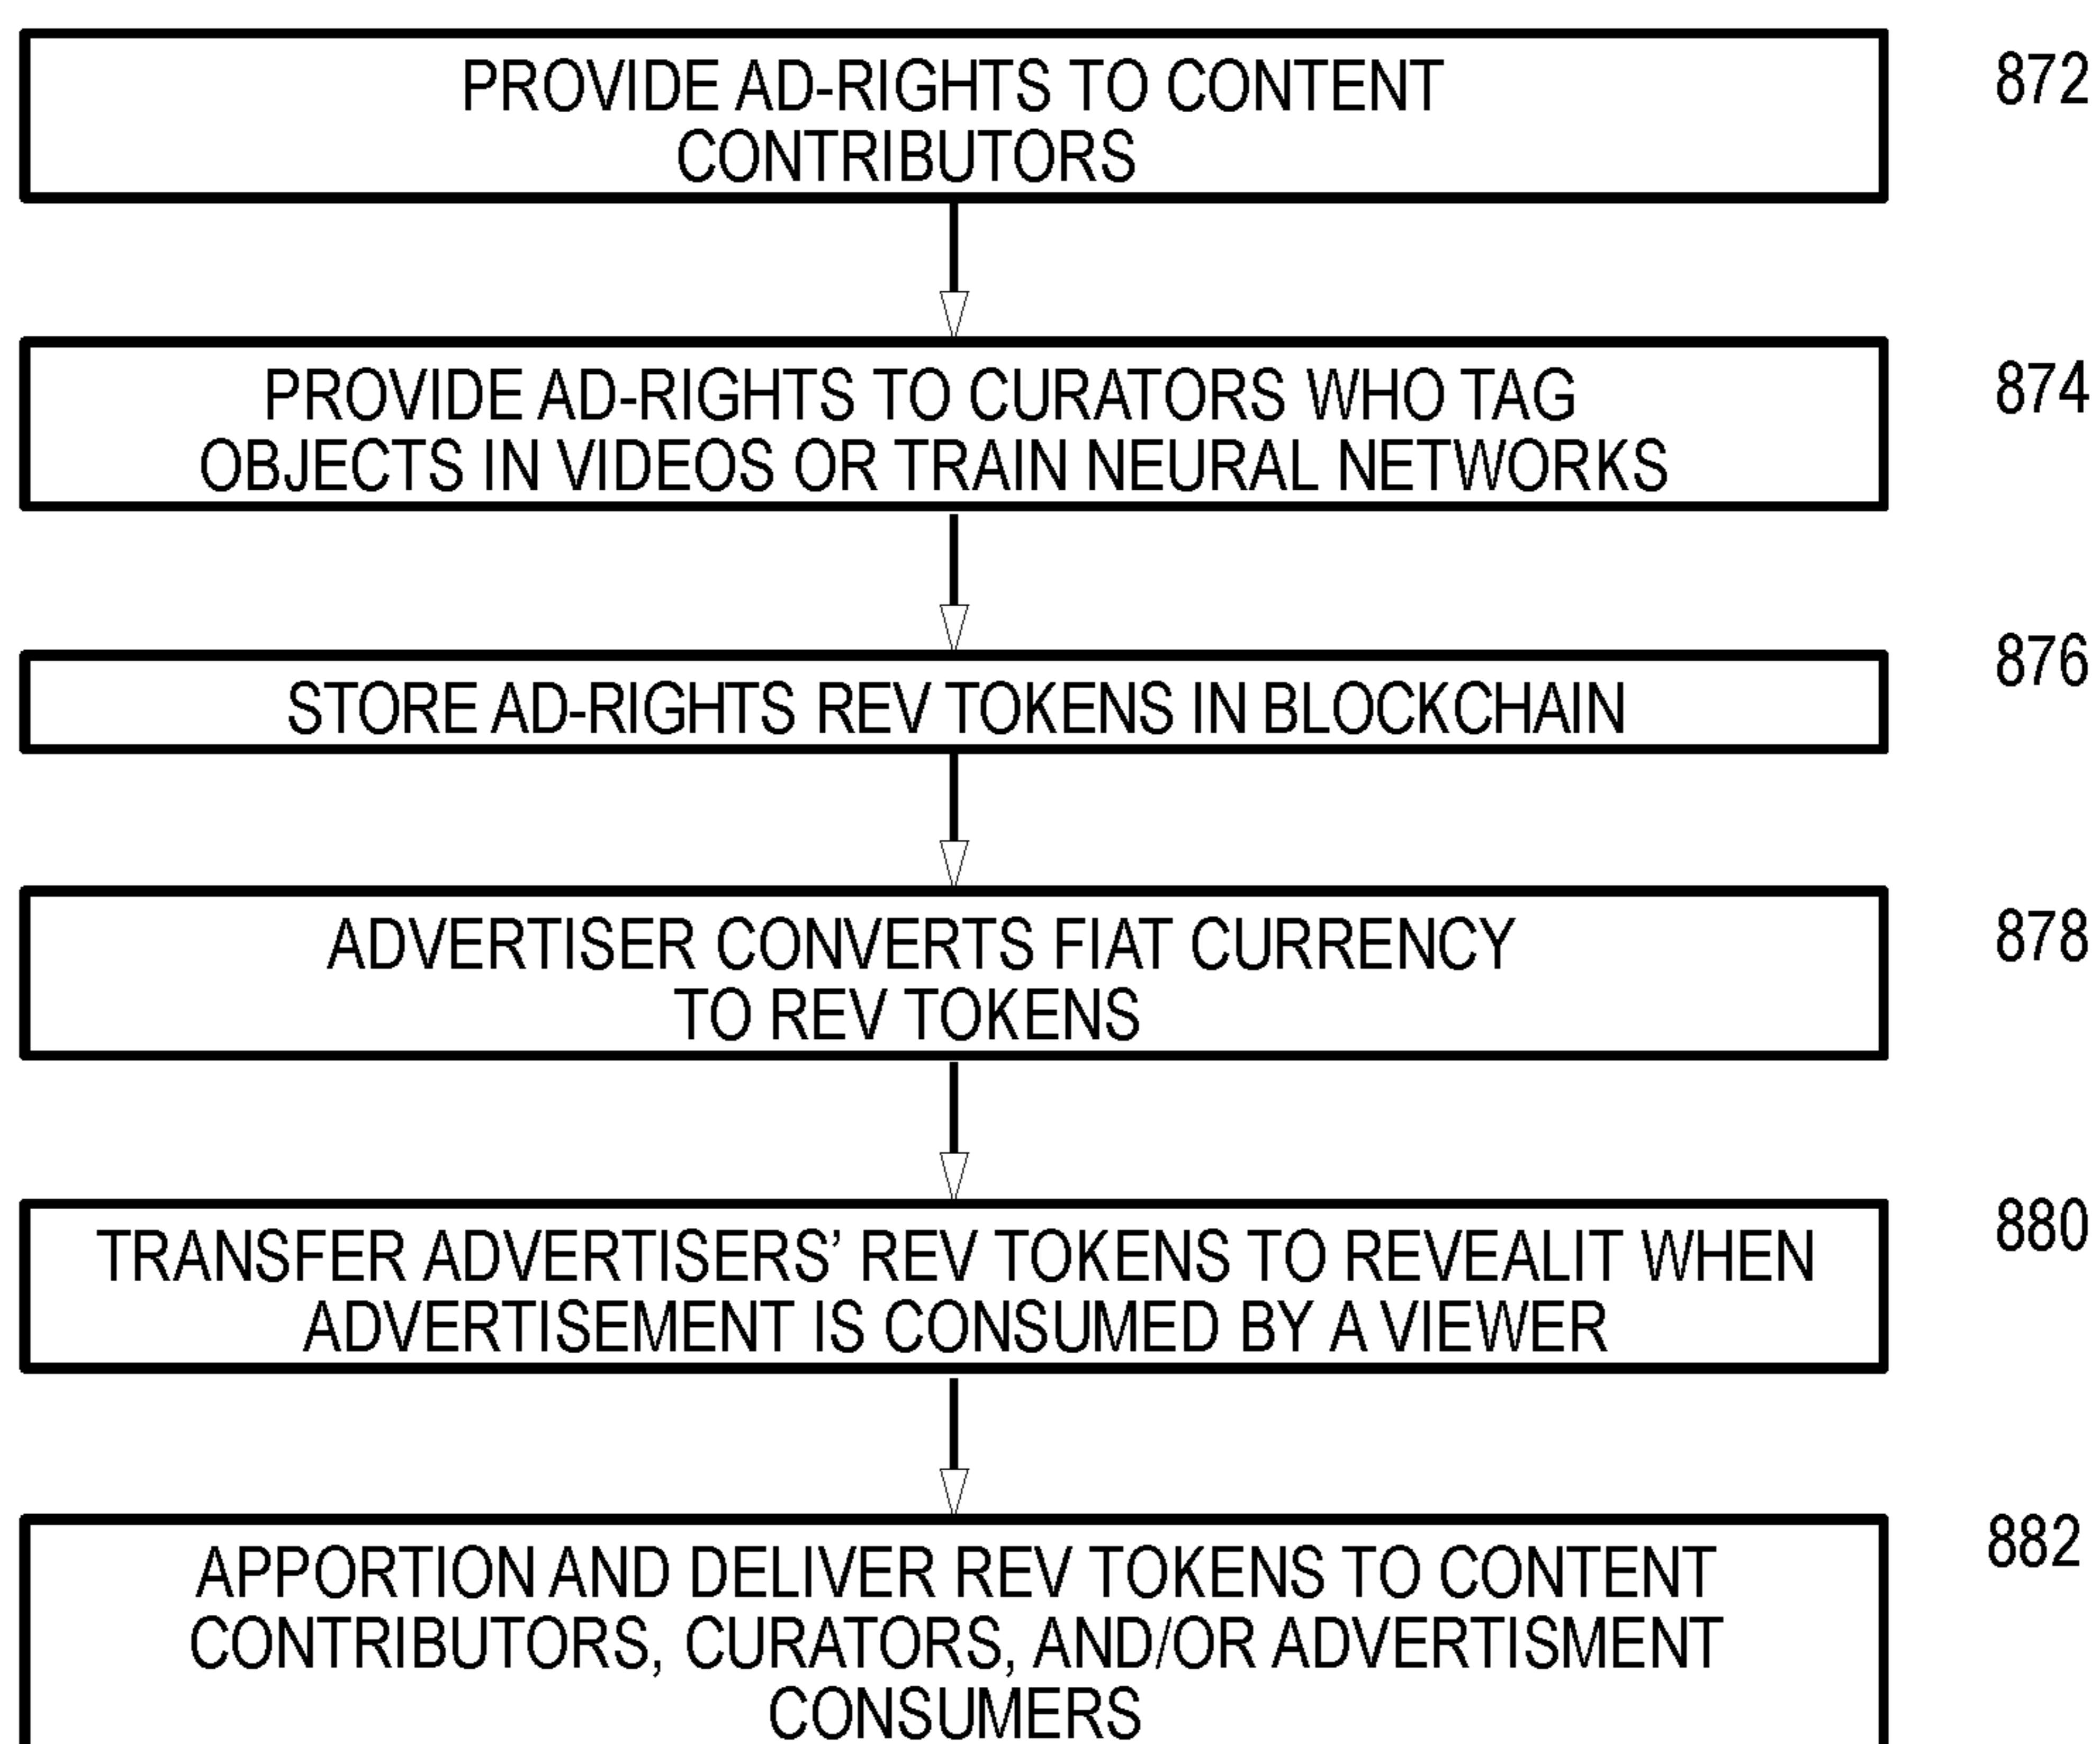 PROVIDE AD-RIGHTS TO CONTENT
CONTRIBUTORS
872
PROVIDE AD-RIGHTS TO CURATORS WHO TAG
OBJECTS IN VIDEOS OR TRAIN NEURAL NETWORKS
874
STORE AD-RIGHTS REV TOKENS IN BLOCKCHAIN
876
ADVERTISER CONVERTS FIAT CURRENCY
TO REV TOKENS
878
TRANSFER ADVERTISERS’ REV TOKENS TO REVEALIT WHEN
ADVERTISEMENT IS CONSUMED BY A VIEWER
880
APPORTION AND DELIVER REV TOKENS TO CONTENT
CONTRIBUTORS, CURATORS, AND/OR ADVERTISMENT
CONSUMERS
882